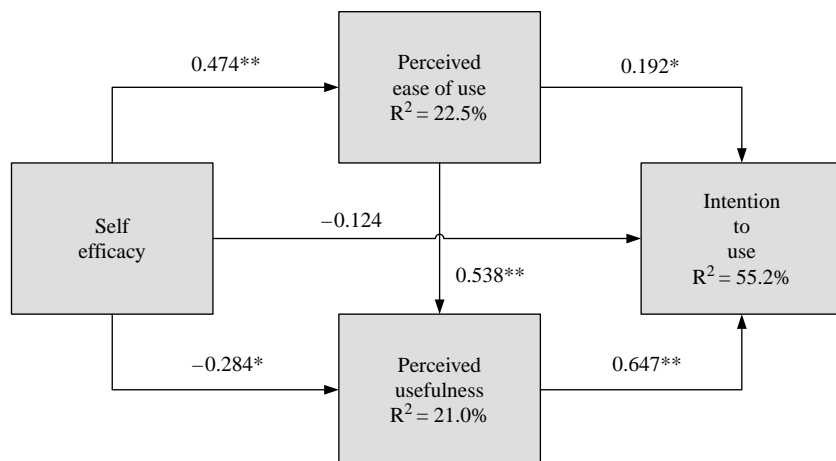 0.474**
Perceived
ease of use
R² = 22.5%
0.192*
Self
efficacy
−0.124
Intention
to
use
R² = 55.2%
0.538**
−0.284*
Perceived
usefulness
R² = 21.0%
0.647**